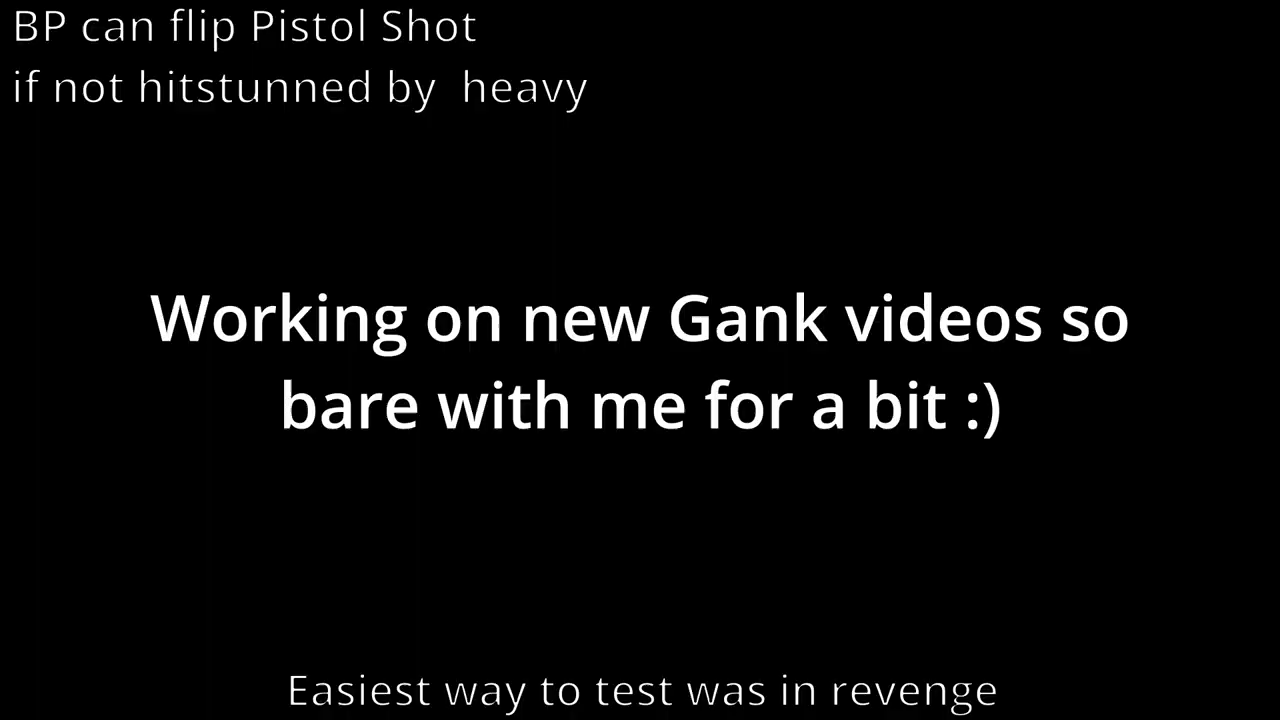 BP can flip Pistol Shot
if not hitstunned by  heavy
Working on new Gank videos so
bare with me for a bit :)
Easiest way to test was in revenge